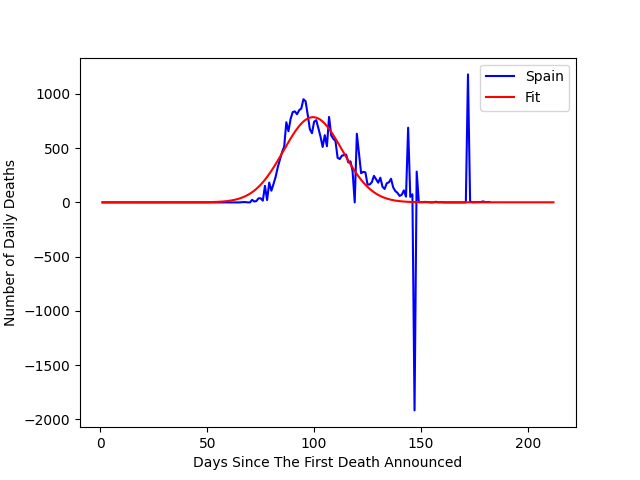 Spain
Fit
1000
500
0
−500
−1000
−1500
−2000
Number of Daily Deaths
0 50 100 150 200
Days Since The First Death Announced